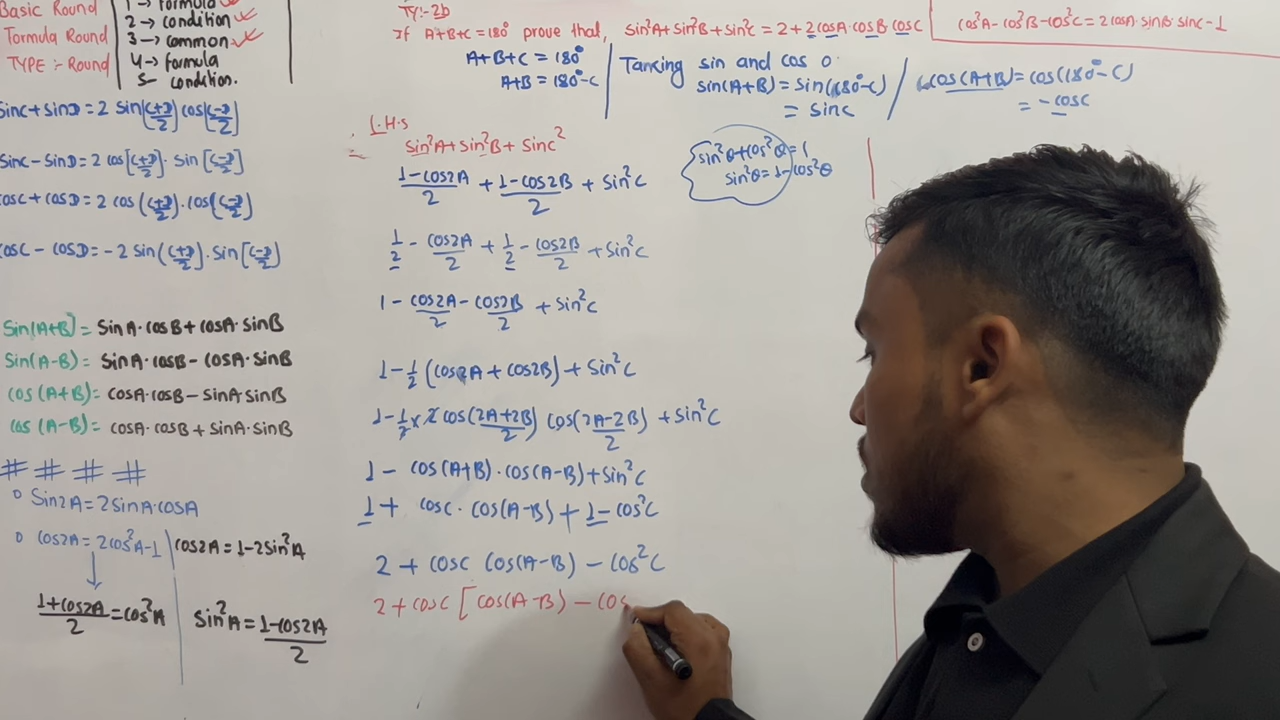 Basic Round
Formula Round
TYPE :- Round
1 → formula
2 → condition
3 → common
4 → formula
5 - condition.
Ty:-2b
If A+B+C = 180° prove that, sin²A + sin²B + sin²C = 2 + 2 cosA · cosB cosC
cos²A - cos²B - cos²C = 2 cosA · sinB · sinC - 1
A+B+C = 180°
A+B = 180° - C
Tanking sin and cos
sin(A+B) = sin(180° - C)
= sinC
cos(A+B) = cos(180° - C)
= - cosC
sinC + sinD = 2 sin(C+D/2) cos(C-D/2)
sinC - sinD = 2 cos[C+D/2] · sin[C-D/2]
cosC + cosD = 2 cos(C+D/2) · cos(C-D/2)
cosC - cosD = -2 sin(C+D/2) · sin[C-D/2]
Sin(A+B) = SinA · cosB + cosA · sinB
Sin(A-B) = SinA · cosB - cosA · sinB
cos(A+B) = cosA · cosB - sinA · sinB
cos(A-B) = cosA · cosB + sinA · sinB
# # # #
Sin2A = 2 sinA · cosA
cos2A = 2cos²A - 1
cos2A = 1 - 2sin²A
1+cos2A/2 = cos²A
sin²A = 1-cos2A/2
L.H.S
sin²A + sin²B + sinC²
1-cos2A/2 + 1-cos2B/2 + sin²C
sin²θ + cos²θ = 1
sin²θ = 1 - cos²θ
1/2 - cos2A/2 + 1/2 - cos2B/2 + sin²C
1 - cos2A/2 - cos2B/2 + sin²C
1 - 1/2 (cos2A + cos2B) + sin²C
1 - 1/2 × 2 cos(2A+2B/2) cos(2A-2B/2) + sin²C
1 - cos(A+B) · cos(A-B) + sin²C
1 + cosC · cos(A-B) + 1 - cos²C
2 + cosC cos(A-B) - cos²C
2 + cosC [cos(A-B) - cos